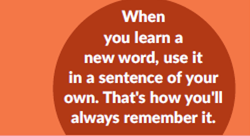 When
you learn a
new word, use it
in a sentence of your
own. That's how you'll
always remember it.